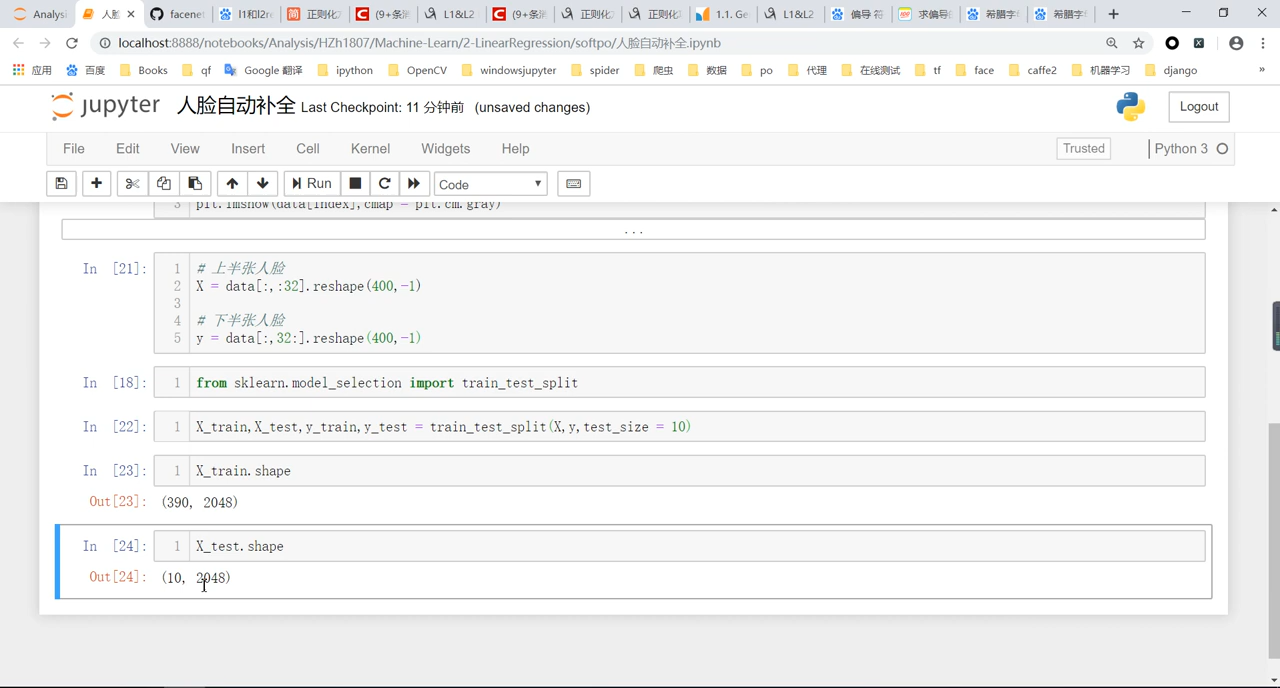 Analysi
人脸
facenet
l1和l2re
正则化
(9+条消
L1&L2
(9+条消
正则化
正则化
1.1. Ge
L1&L2
偏导 符
求偏导
希腊字
希腊字
localhost:8888/notebooks/Analysis/HZh1807/Machine-Learn/2-LinearRegression/softpo/人脸自动补全.ipynb
应用 百度 Books qf Google 翻译 ipython OpenCV windowsjupyter spider 爬虫 数据 po 代理 在线测试 tf face caffe2 机器学习 django »
jupyter 人脸自动补全 Last Checkpoint: 11 分钟前 (unsaved changes) Logout
File Edit View Insert Cell Kernel Widgets Help Trusted Python 3
Run Code
3 plt.imshow(data[index],cmap = plt.cm.gray)
...
In [21]: 1 # 上半张人脸
2 X = data[:,:32].reshape(400,-1)
3
4 # 下半张人脸
5 y = data[:,32:].reshape(400,-1)
In [18]: 1 from sklearn.model_selection import train_test_split
In [22]: 1 X_train,X_test,y_train,y_test = train_test_split(X,y,test_size = 10)
In [23]: 1 X_train.shape
Out[23]: (390, 2048)
In [24]: 1 X_test.shape
Out[24]: (10, 2048)